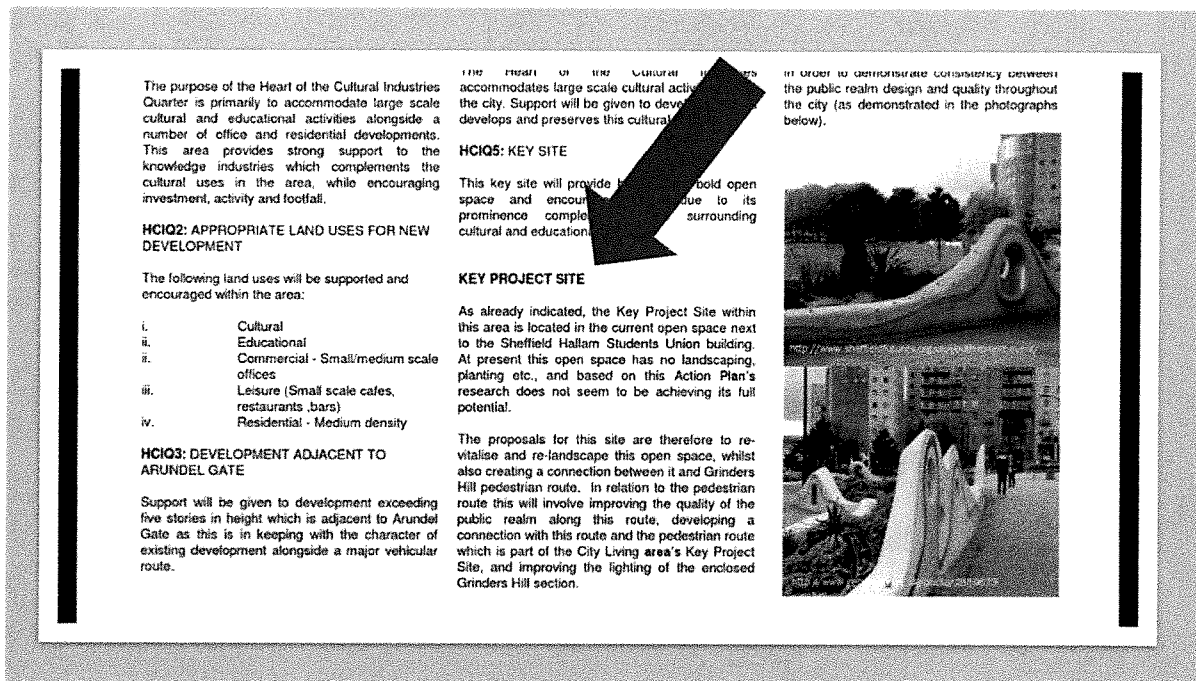 The purpose of the Heart of the Cultural Industries
Quarter is primarily to accommodate large scale
cultural and educational activities alongside a
number of office and residential developments.
This area provides strong support to the
knowledge industries which complements the
cultural uses in the area, while encouraging
investment, activity and footfall.
HCIQ2: APPROPRIATE LAND USES FOR NEW
DEVELOPMENT
The following land uses will be supported and
encouraged within the area:
i. Cultural
ii. Educational
ii. Commercial - Small/medium scale
offices
iii. Leisure (Small scale cafes,
restaurants ,bars)
iv. Residential - Medium density
HCIQ3: DEVELOPMENT ADJACENT TO
ARUNDEL GATE
Support will be given to development exceeding
five stories in height which is adjacent to Arundel
Gate as this is in keeping with the character of
existing development alongside a major vehicular
route.
The Heart of the Cultural Industries
accommodates large scale cultural
the city. Support will be given to
develops and preserves this cultural
HCIQ5: KEY SITE
This key site will provide bold open
space and due to its
prominence surrounding
cultural and
KEY PROJECT SITE
As already indicated, the Key Project Site within
this area is located in the current open space next
to the Sheffield Hallam Students Union building.
At present this open space has no landscaping,
planting etc., and based on this Action Plan's
research does not seem to be achieving its full
potential.
The proposals for this site are therefore to re-
vitalise and re-landscape this open space, whilst
also creating a connection between it and Grinders
Hill pedestrian route. In relation to the pedestrian
route this will involve improving the quality of the
public realm along this route, developing a
connection with this route and the pedestrian route
which is part of the City Living area's Key Project
Site, and improving the lighting of the enclosed
Grinders Hill section.
in order to demonstrate consistency between
the public realm design and quality throughout
the city (as demonstrated in the photographs
below).